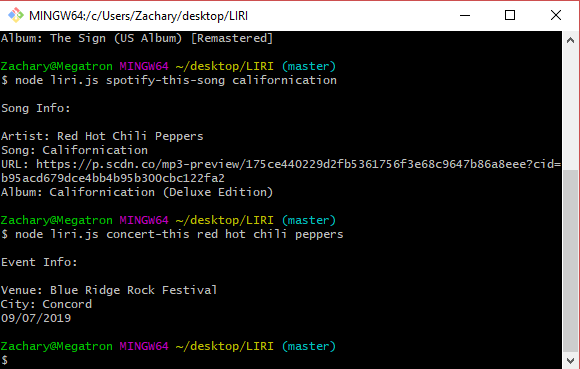 MINGW64:/c/Users/Zachary/desktop/LIRI
Album: The Sign (US Album) [Remastered]
Zachary@Megatron MINGW64 ~/desktop/LIRI (master)
$ node liri.js spotify-this-song californication
Song Info:
Artist: Red Hot Chili Peppers
Song: Californication
URL: https://p.scdn.co/mp3-preview/175ce440229d2fb5361756f3e68c9647b86a8eee?cid=
b95acd679dce4bb4b95b300cbc122fa2
Album: Californication (Deluxe Edition)
Zachary@Megatron MINGW64 ~/desktop/LIRI (master)
$ node liri.js concert-this red hot chili peppers
Event Info:
Venue: Blue Ridge Rock Festival
City: Concord
09/07/2019
Zachary@Megatron MINGW64 ~/desktop/LIRI (master)
$